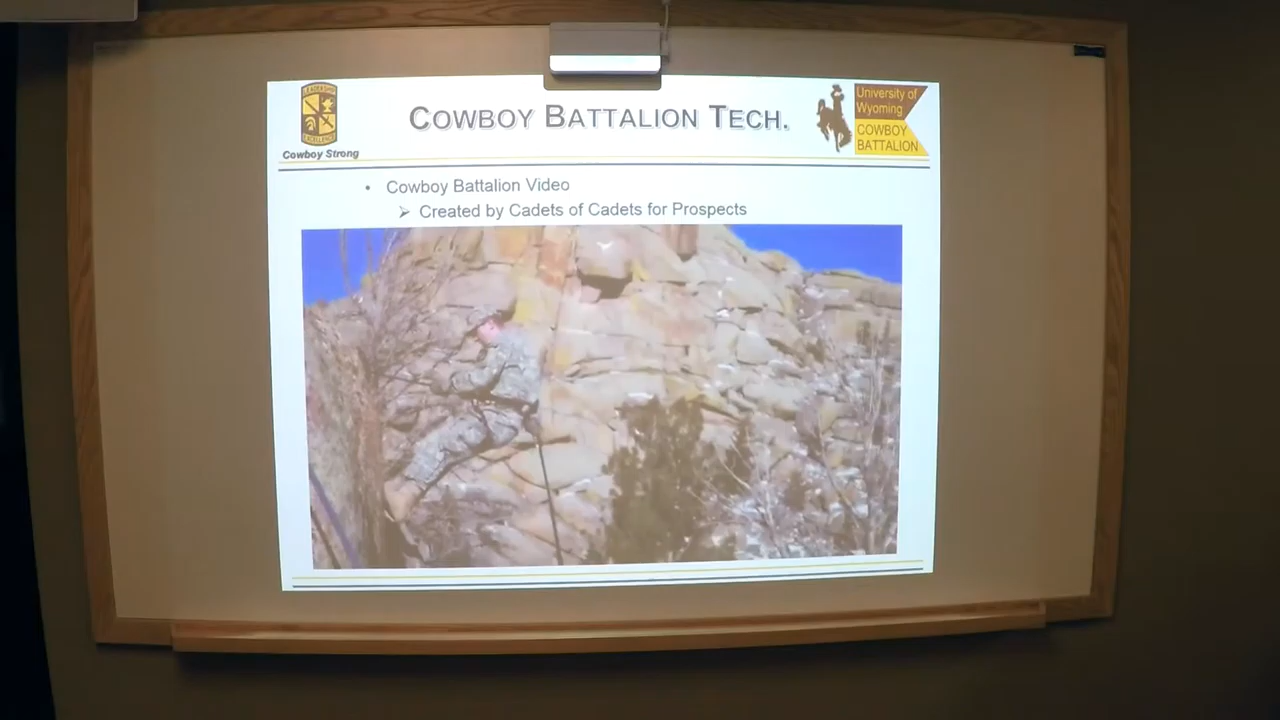 LEADERSHIP
EXCELLENCE
Cowboy Strong
COWBOY BATTALION TECH.
University of
Wyoming
COWBOY
BATTALION
• Cowboy Battalion Video
➢ Created by Cadets of Cadets for Prospects